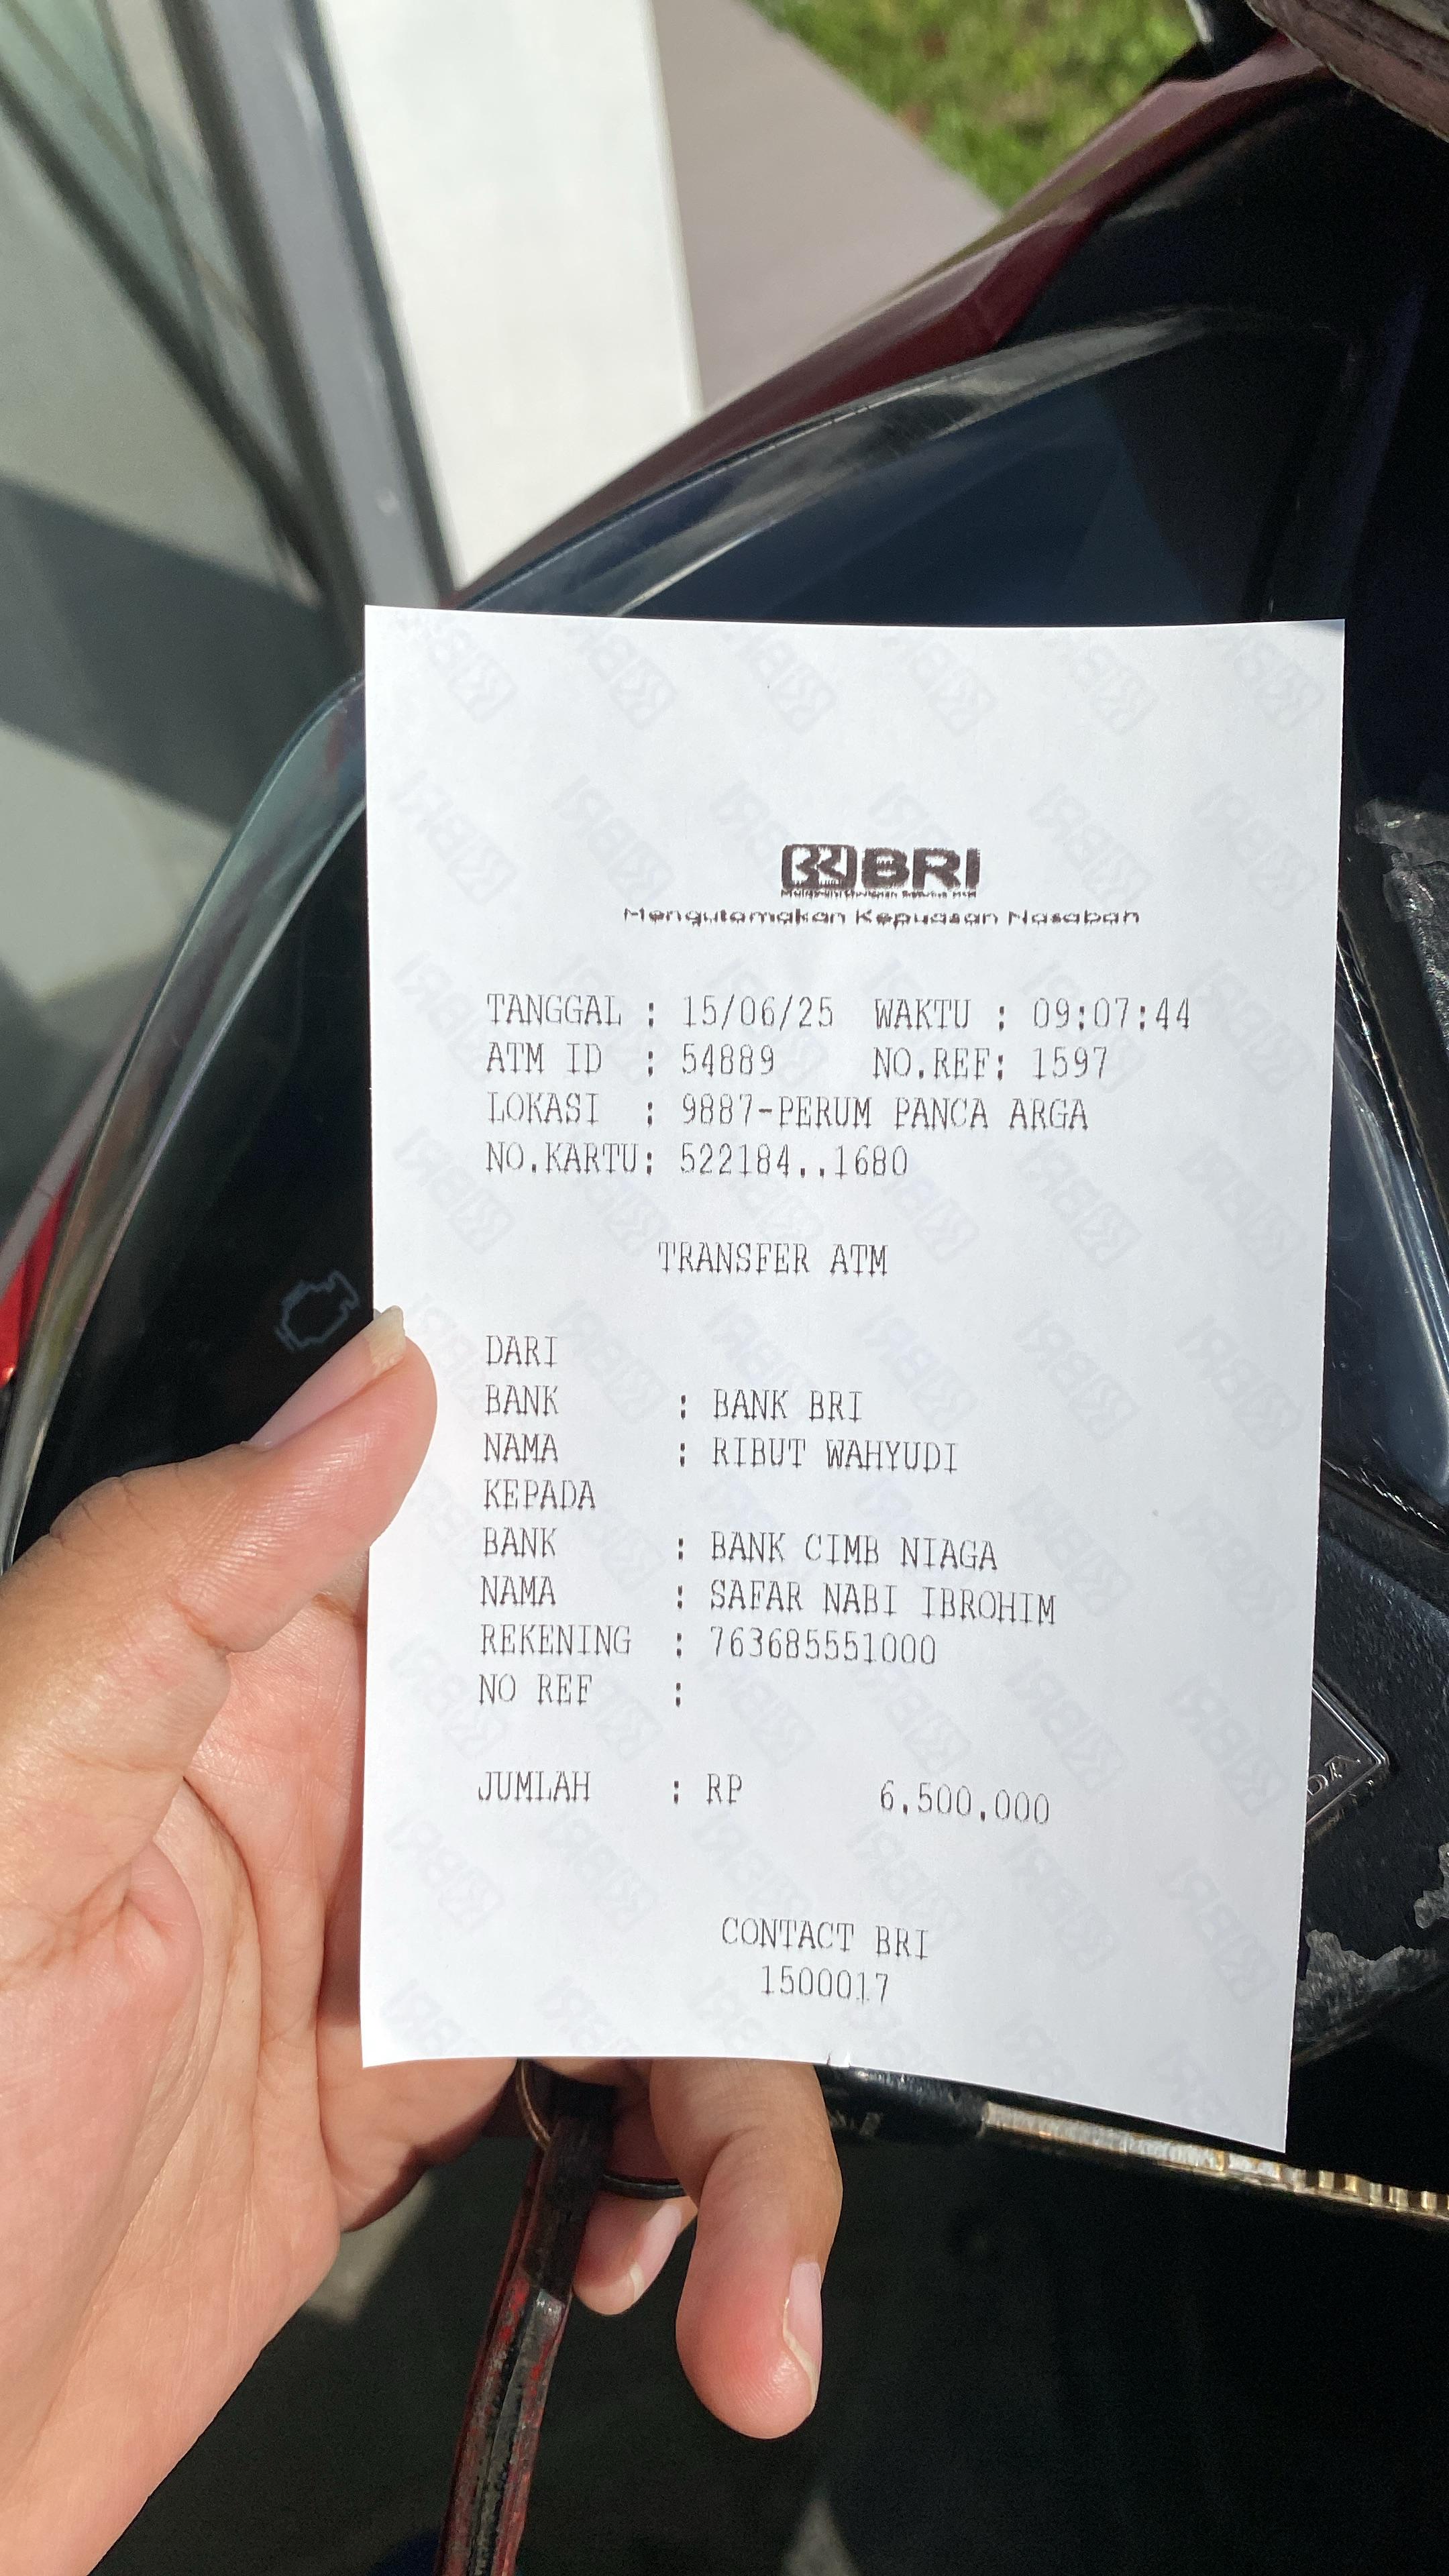 BRI
Mengutamakan Kepuasan Nasabah
TANGGAL : 15/06/25 WAKTU : 09:07:44
ATM ID : 54889 NO.REF: 1597
LOKASI : 9887-PERUM PANCA ARGA
NO.KARTU: 522184..1680
TRANSFER ATM
DARI
BANK : BANK BRI
NAMA : RIBUT WAHYUDI
KEPADA
BANK : BANK CIMB NIAGA
NAMA : SAFAR NABI IBROHIM
REKENING : 763685551000
NO REF :
JUMLAH : RP 6.500.000
CONTACT BRI
1500017